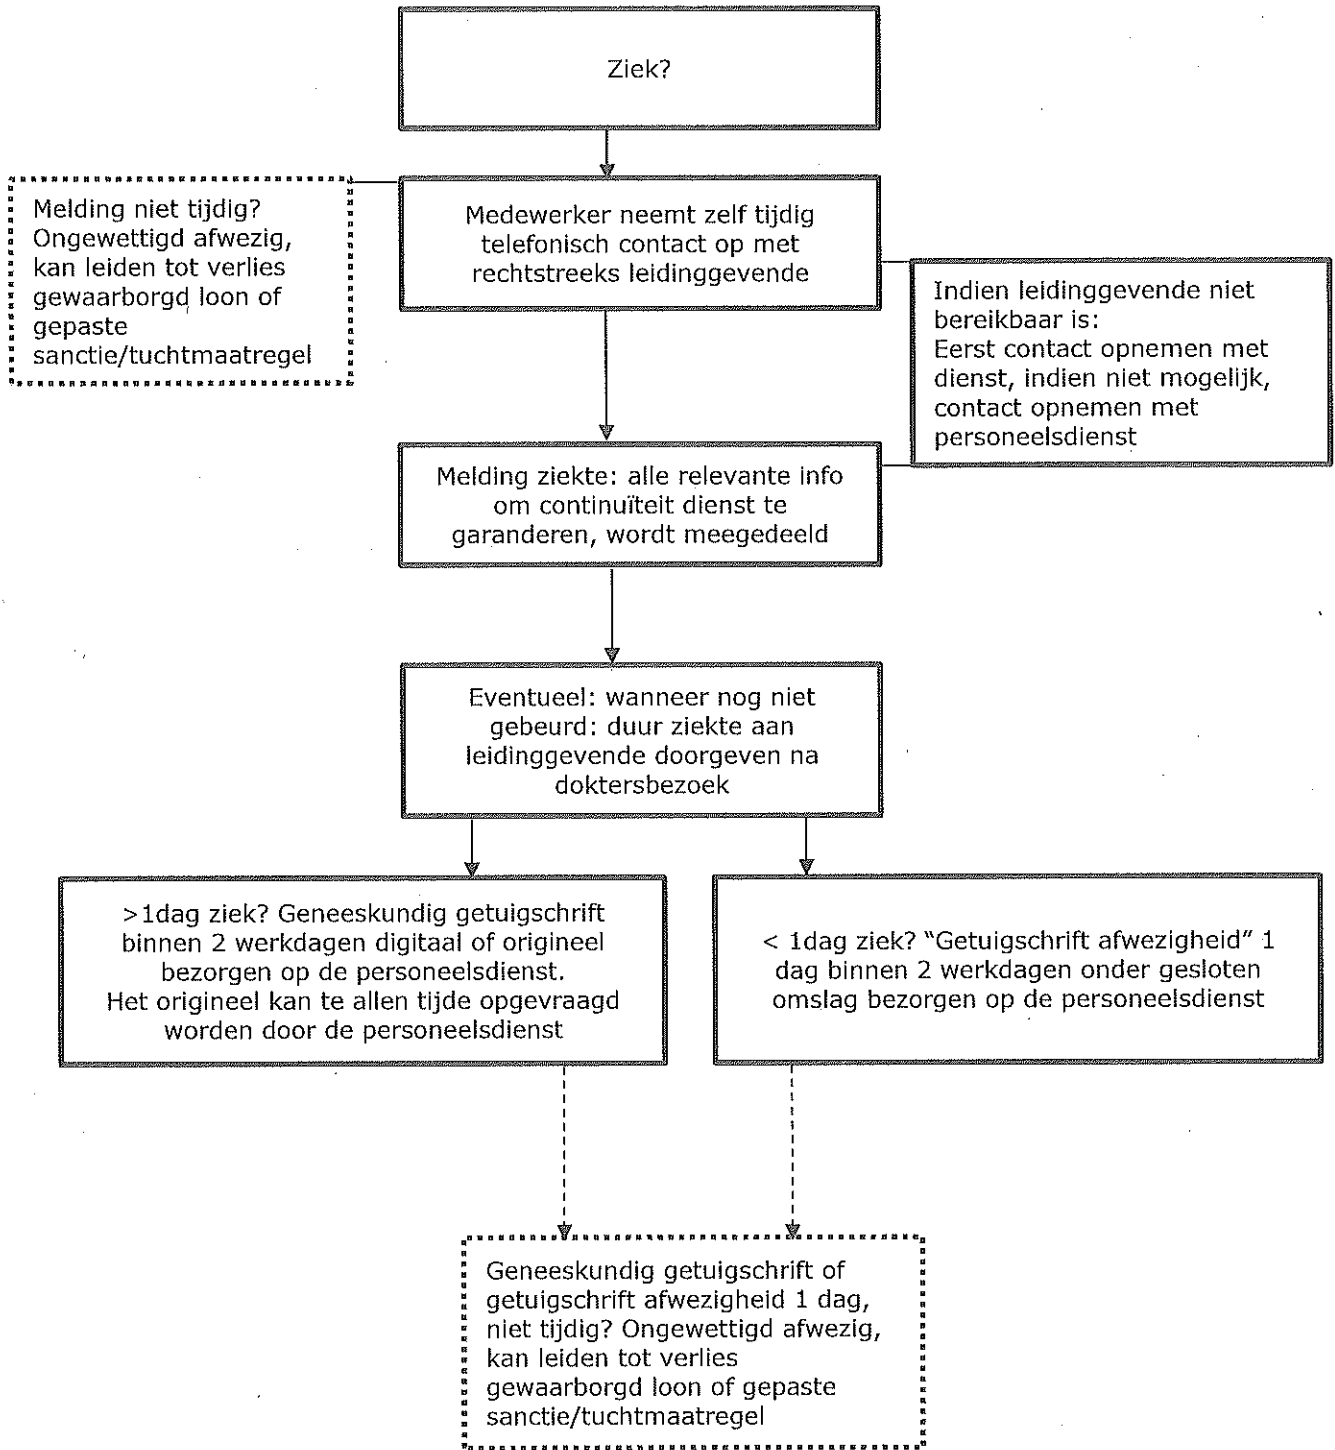 Ziek?
Medewerker neemt zelf tijdig
telefonisch contact op met
rechtstreeks leidinggevende
Melding niet tijdig?
Ongewettigd afwezig,
kan leiden tot verlies
gewaarborgd loon of
gepaste
sanctie/tuchtmaatregel
Indien leidinggevende niet
bereikbaar is:
Eerst contact opnemen met
dienst, indien niet mogelijk,
contact opnemen met
personeelsdienst
Melding ziekte: alle relevante info
om continuïteit dienst te
garanderen, wordt meegedeeld
Eventueel: wanneer nog niet
gebeurd: duur ziekte aan
leidinggevende doorgeven na
doktersbezoek
>1dag ziek? Geneeskundig getuigschrift
binnen 2 werkdagen digitaal of origineel
bezorgen op de personeelsdienst.
Het origineel kan te allen tijde opgevraagd
worden door de personeelsdienst
< 1dag ziek? “Getuigschrift afwezigheid” 1
dag binnen 2 werkdagen onder gesloten
omslag bezorgen op de personeelsdienst
Geneeskundig getuigschrift of
getuigschrift afwezigheid 1 dag,
niet tijdig? Ongewettigd afwezig,
kan leiden tot verlies
gewaarborgd loon of gepaste
sanctie/tuchtmaatregel